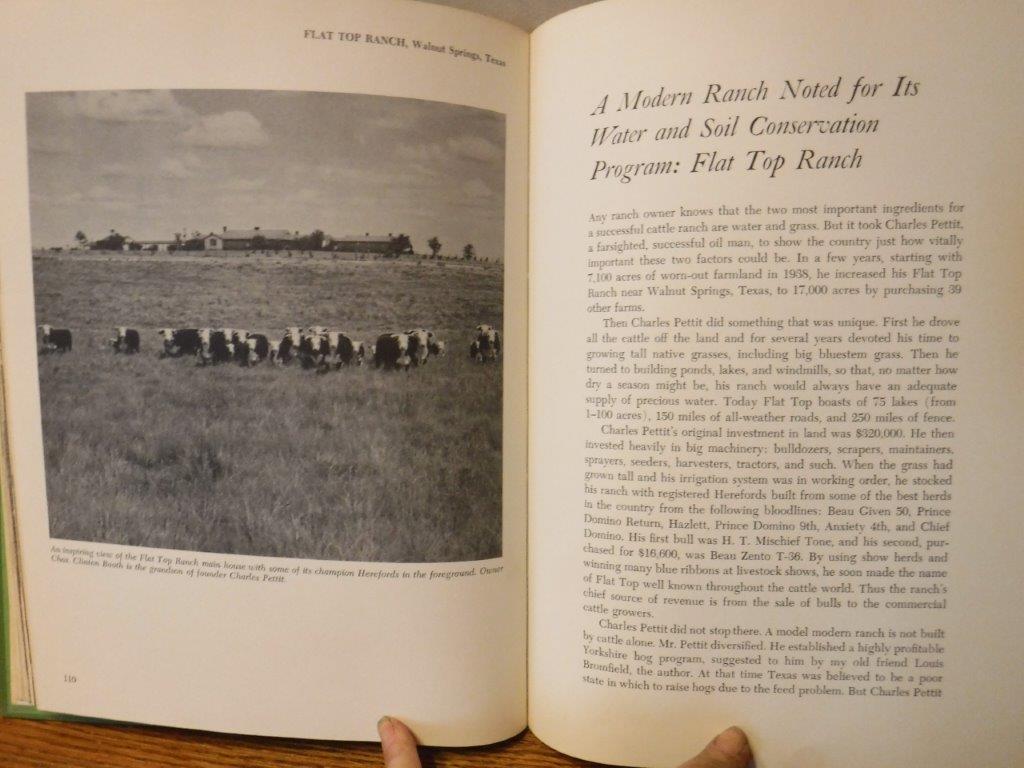 FLAT TOP RANCH, Walnut Springs, Texas
An inspiring view of the Flat Top Ranch main house with some of its champion Herefords in the foreground. Owner
Chas. Clinton Booth is the grandson of founder Charles Pettit.
110
A Modern Ranch Noted for Its
Water and Soil Conservation
Program: Flat Top Ranch
Any ranch owner knows that the two most important ingredients for
a successful cattle ranch are water and grass. But it took Charles Pettit,
a farsighted, successful oil man, to show the country just how vitally
important these two factors could be. In a few years, starting with
7,100 acres of worn-out farmland in 1938, he increased his Flat Top
Ranch near Walnut Springs, Texas, to 17,000 acres by purchasing 39
other farms.
Then Charles Pettit did something that was unique. First he drove
all the cattle off the land and for several years devoted his time to
growing tall native grasses, including big bluestem grass. Then he
turned to building ponds, lakes, and windmills, so that, no matter how
dry a season might be, his ranch would always have an adequate
supply of precious water. Today Flat Top boasts of 75 lakes (from
1–100 acres), 150 miles of all-weather roads, and 250 miles of fence.
Charles Pettit's original investment in land was $320,000. He then
invested heavily in big machinery: bulldozers, scrapers, maintainers,
sprayers, seeders, harvesters, tractors, and such. When the grass had
grown tall and his irrigation system was in working order, he stocked
his ranch with registered Herefords built from some of the best herds
in the country from the following bloodlines: Beau Given 50, Prince
Domino Return, Hazlett, Prince Domino 9th, Anxiety 4th, and Chief
Domino. His first bull was H. T. Mischief Tone, and his second, pur-
chased for $16,600, was Beau Zento T-36. By using show herds and
winning many blue ribbons at livestock shows, he soon made the name
of Flat Top well known throughout the cattle world. Thus the ranch's
chief source of revenue is from the sale of bulls to the commercial
cattle growers.
Charles Pettit did not stop there. A model modern ranch is not built
by cattle alone. Mr. Pettit diversified. He established a highly profitable
Yorkshire hog program, suggested to him by my old friend Louis
Bromfield, the author. At that time Texas was believed to be a poor
state in which to raise hogs due to the feed problem. But Charles Pettit